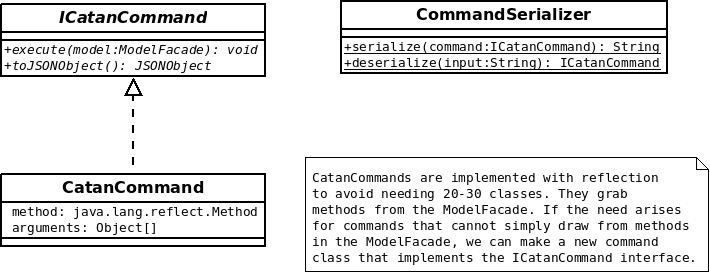 ICatanCommand
+execute(model:ModelFacade): void
+toJSONObject(): JSONObject
CommandSerializer
+serialize(command:ICatanCommand): String
+deserialize(input:String): ICatanCommand
CatanCommand
method: java.lang.reflect.Method
arguments: Object[]
CatanCommands are implemented with reflection
to avoid needing 20-30 classes. They grab
methods from the ModelFacade. If the need arises
for commands that cannot simply draw from methods
in the ModelFacade, we can make a new command
class that implements the ICatanCommand interface.